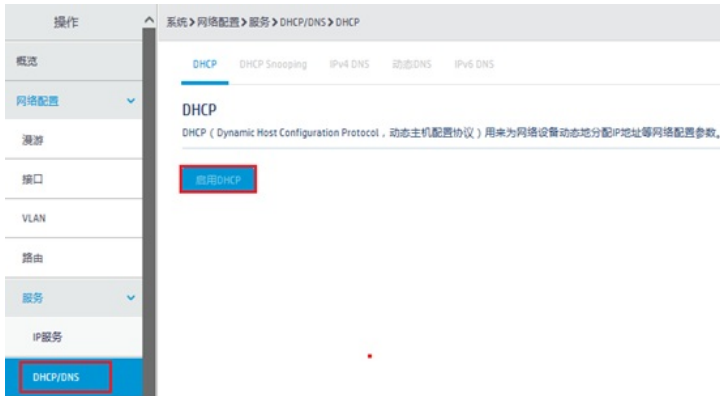 操作
系统>网络配置>服务>DHCP/DNS>DHCP
概览
网络配置
漫游
接口
VLAN
路由
服务
IP服务
DHCP/DNS
DHCP DHCP Snooping IPv4 DNS 动态DNS IPv6 DNS
DHCP
DHCP（Dynamic Host Configuration Protocol，动态主机配置协议）用来为网络设备动态地分配IP地址等网络配置参数。
启用DHCP